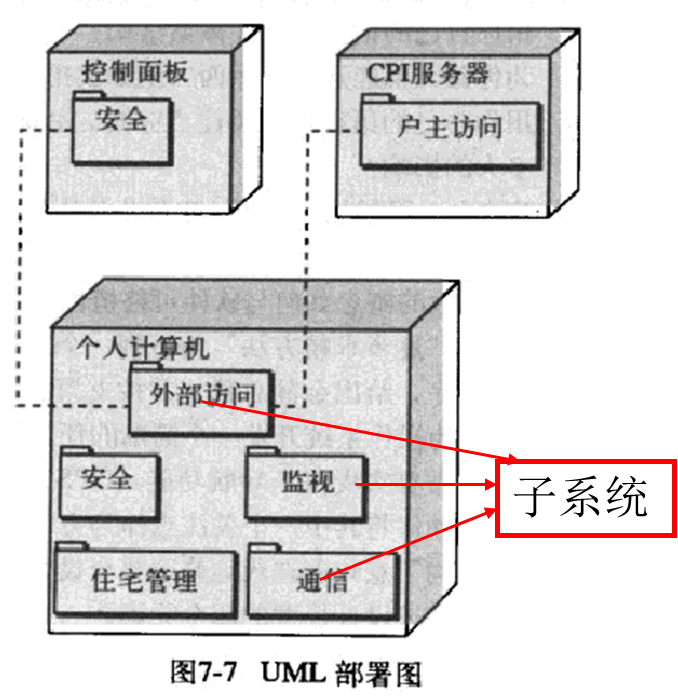 控制面板
安全
CPI服务器
户主访问
个人计算机
外部访问
安全
监视
住宅管理
通信
子系统
图7-7 UML 部署图